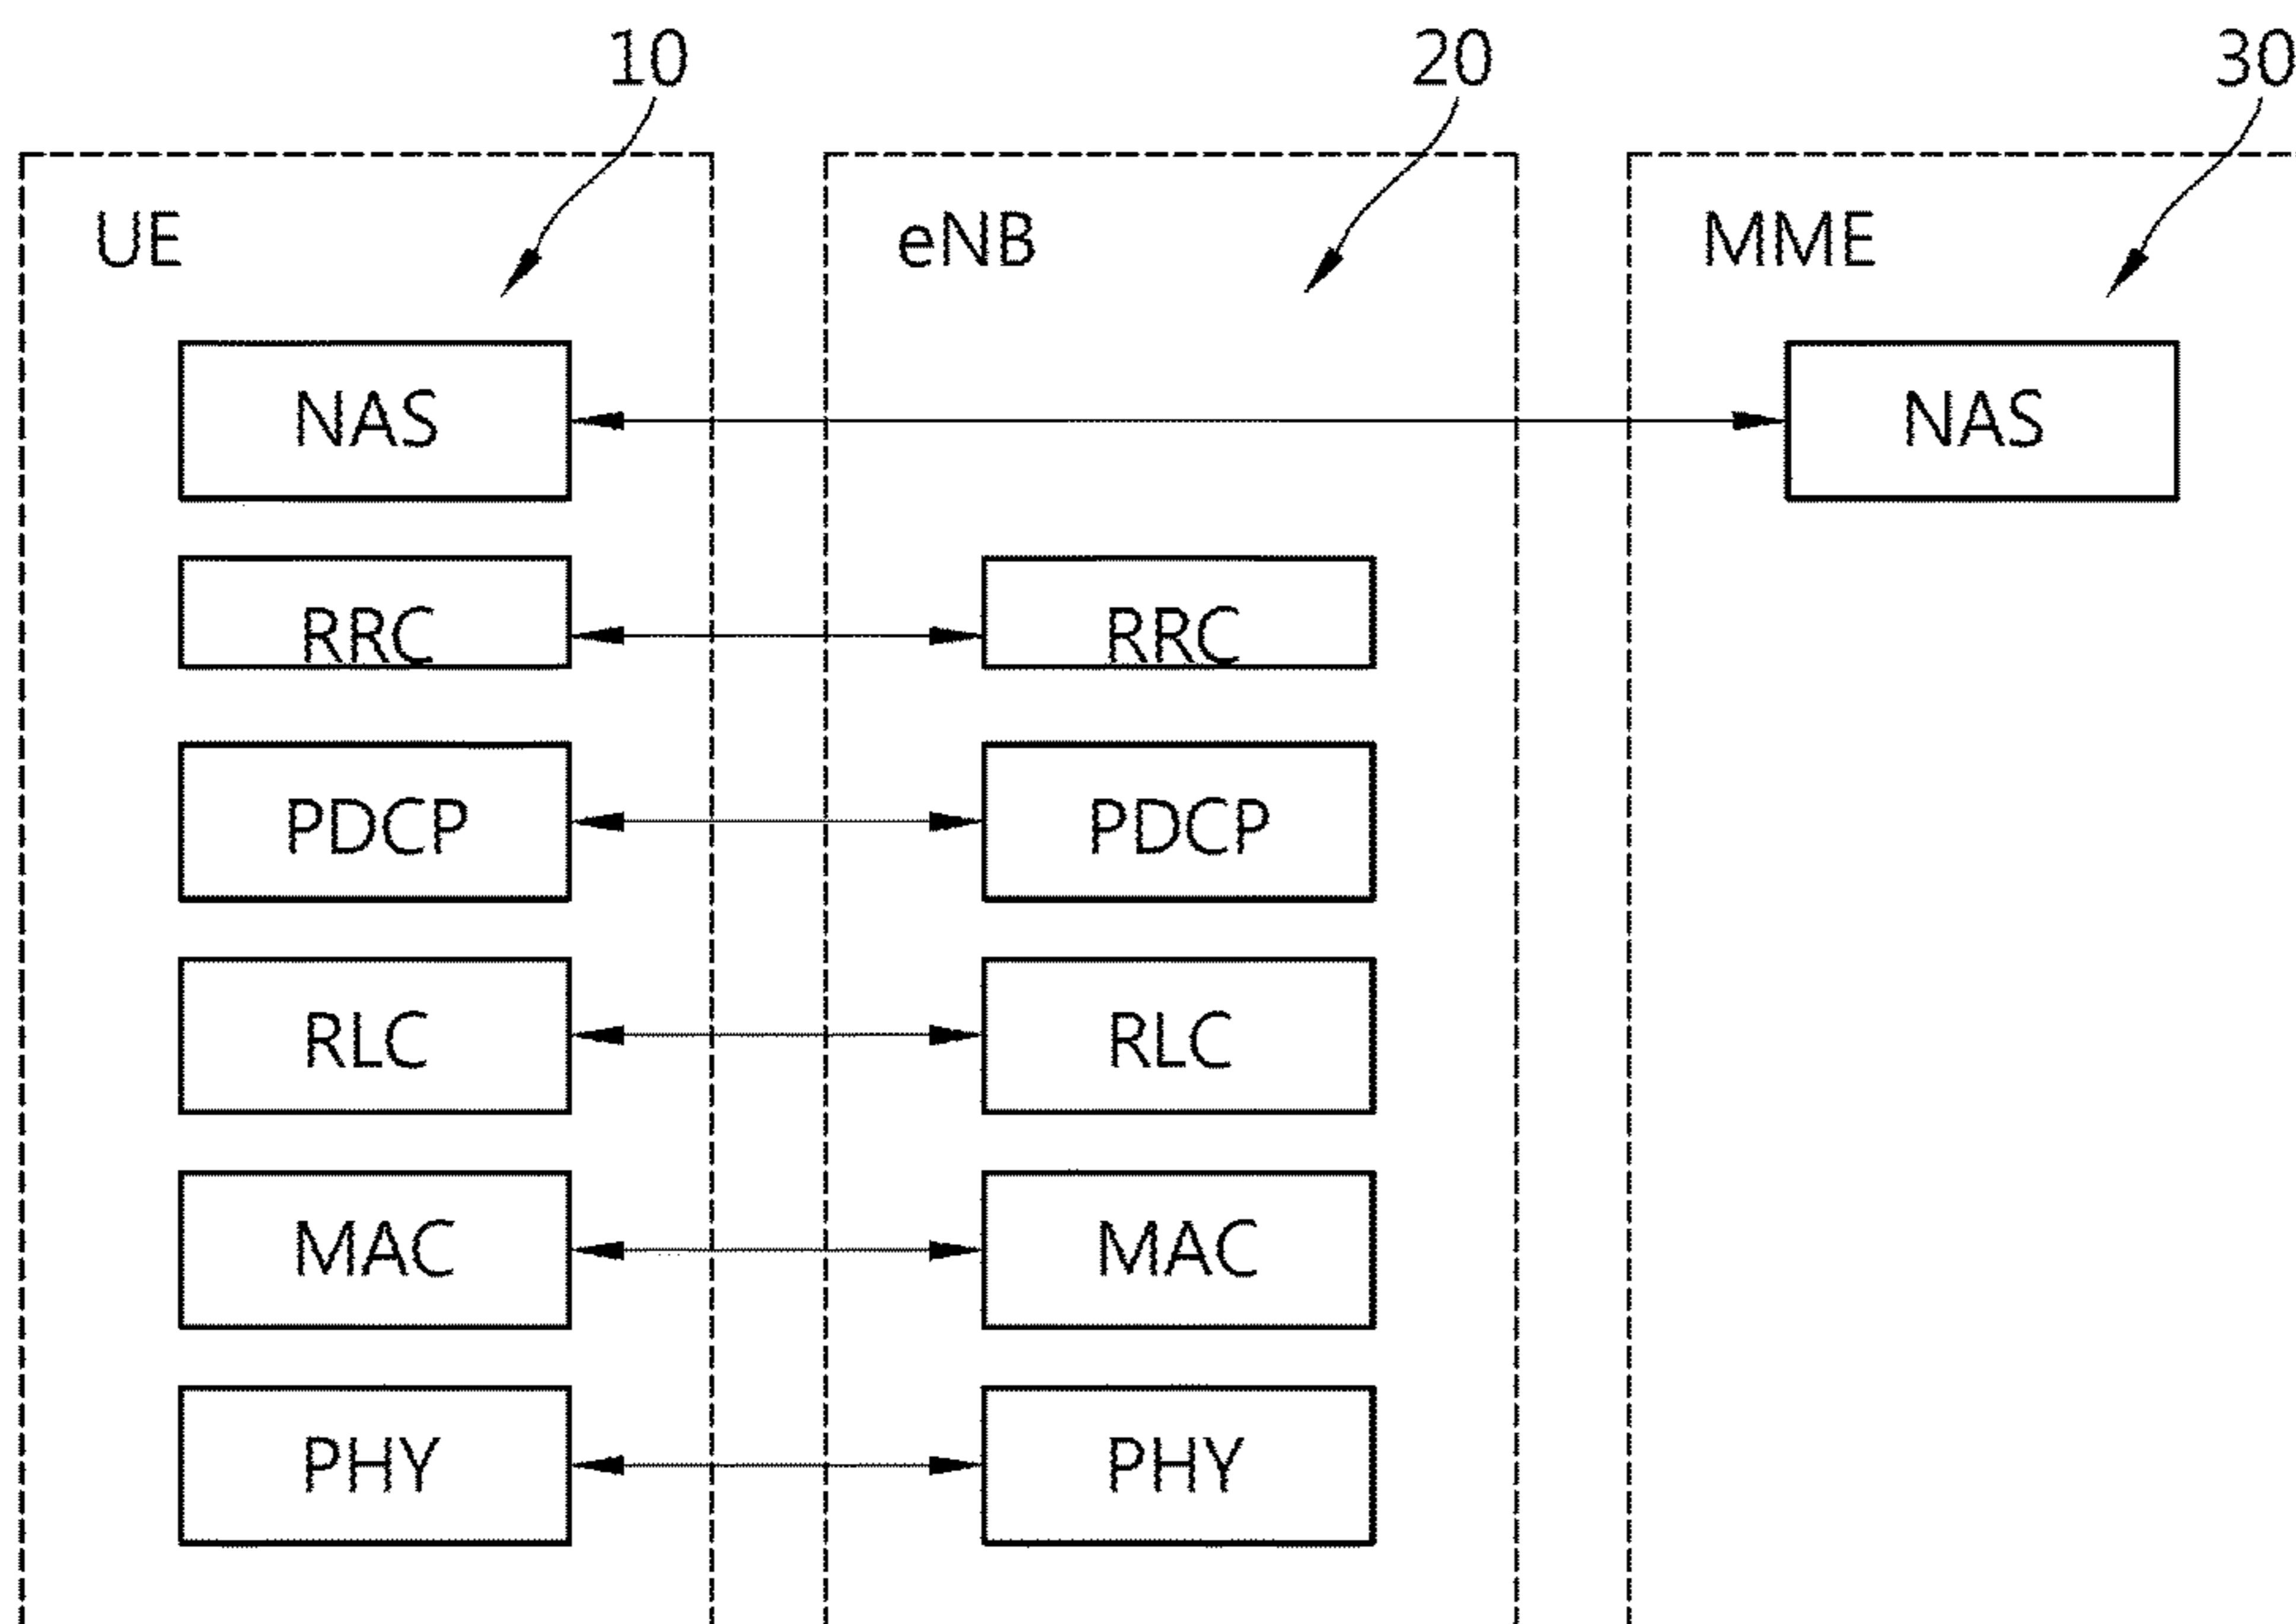 10 20 30
UE eNB MME
NAS NAS
RRC RRC
PDCP PDCP
RLC RLC
MAC MAC
PHY PHY